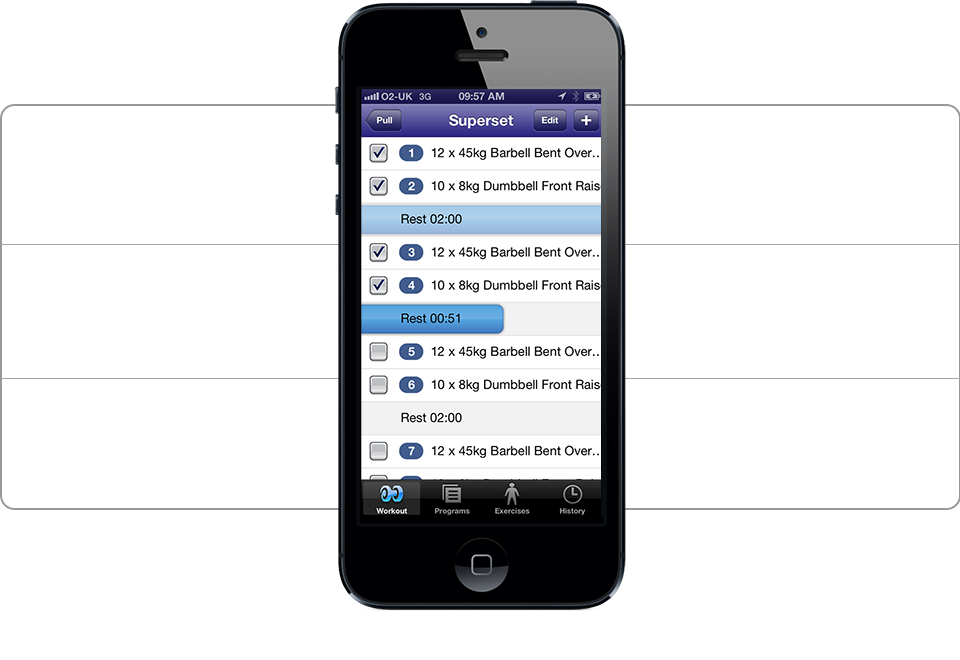 O2-UK 3G 09:57 AM
Pull Superset Edit +
1 12 x 45kg Barbell Bent Over…
2 10 x 8kg Dumbbell Front Rais
Rest 02:00
3 12 x 45kg Barbell Bent Over…
4 10 x 8kg Dumbbell Front Rais
Rest 00:51
5 12 x 45kg Barbell Bent Over…
6 10 x 8kg Dumbbell Front Rais
Rest 02:00
7 12 x 45kg Barbell Bent Over…
Workout Programs Exercises History